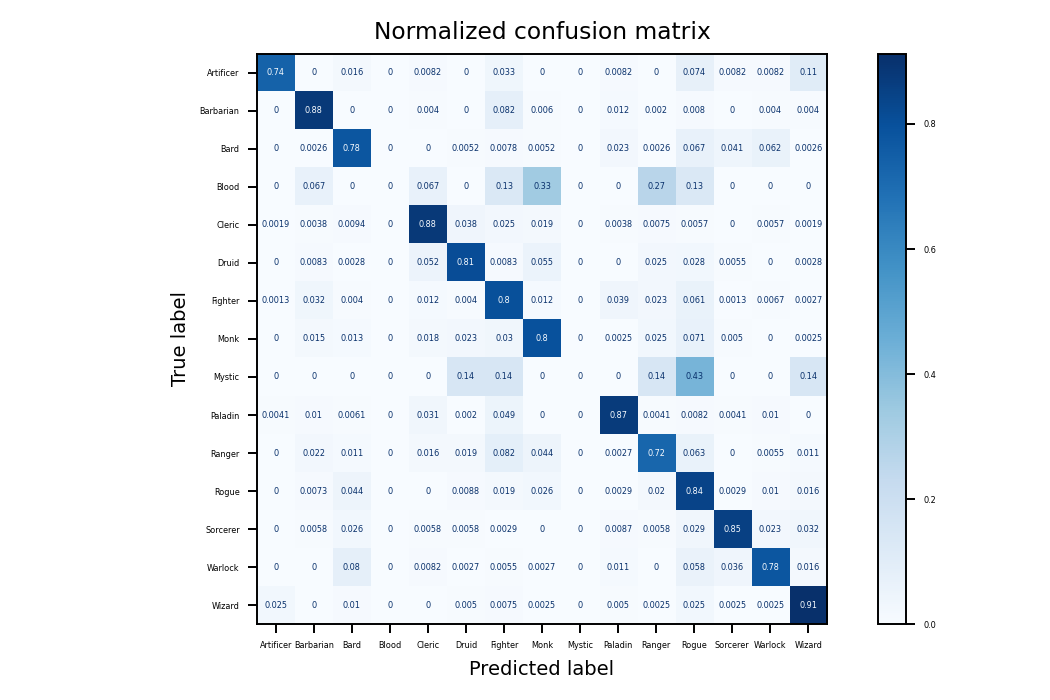 Normalized confusion matrix
Artificer 0.74 0 0.016 0 0.0082 0 0.033 0 0 0.0082 0 0.074 0.0082 0.0082 0.11
Barbarian 0 0.88 0 0 0.004 0 0.082 0.006 0 0.012 0.002 0.008 0 0.004 0.004
Bard 0 0.0026 0.78 0 0 0.0052 0.0078 0.0052 0 0.023 0.0026 0.067 0.041 0.062 0.0026
Blood 0 0.067 0 0 0.067 0 0.13 0.33 0 0 0.27 0.13 0 0 0
Cleric 0.0019 0.0038 0.0094 0 0.88 0.038 0.025 0.019 0 0.0038 0.0075 0.0057 0 0.0057 0.0019
Druid 0 0.0083 0.0028 0 0.052 0.81 0.0083 0.055 0 0 0.025 0.028 0.0055 0 0.0028
Fighter 0.0013 0.032 0.004 0 0.012 0.004 0.8 0.012 0 0.039 0.023 0.061 0.0013 0.0067 0.0027
Monk 0 0.015 0.013 0 0.018 0.023 0.03 0.8 0 0.0025 0.025 0.071 0.005 0 0.0025
Mystic 0 0 0 0 0 0.14 0.14 0 0 0 0.14 0.43 0 0 0.14
Paladin 0.0041 0.01 0.0061 0 0.031 0.002 0.049 0 0 0.87 0.0041 0.0082 0.0041 0.01 0
Ranger 0 0.022 0.011 0 0.016 0.019 0.082 0.044 0 0.0027 0.72 0.063 0 0.0055 0.011
Rogue 0 0.0073 0.044 0 0 0.0088 0.019 0.026 0 0.0029 0.02 0.84 0.0029 0.01 0.016
Sorcerer 0 0.0058 0.026 0 0.0058 0.0058 0.0029 0 0 0.0087 0.0058 0.029 0.85 0.023 0.032
Warlock 0 0 0.08 0 0.0082 0.0027 0.0055 0.0027 0 0.011 0 0.058 0.036 0.78 0.016
Wizard 0.025 0 0.01 0 0 0.005 0.0075 0.0025 0 0.005 0.0025 0.025 0.0025 0.0025 0.91
Artificer Barbarian Bard Blood Cleric Druid Fighter Monk Mystic Paladin Ranger Rogue Sorcerer Warlock Wizard
Predicted label
True label
0.8
0.6
0.4
0.2
0.0